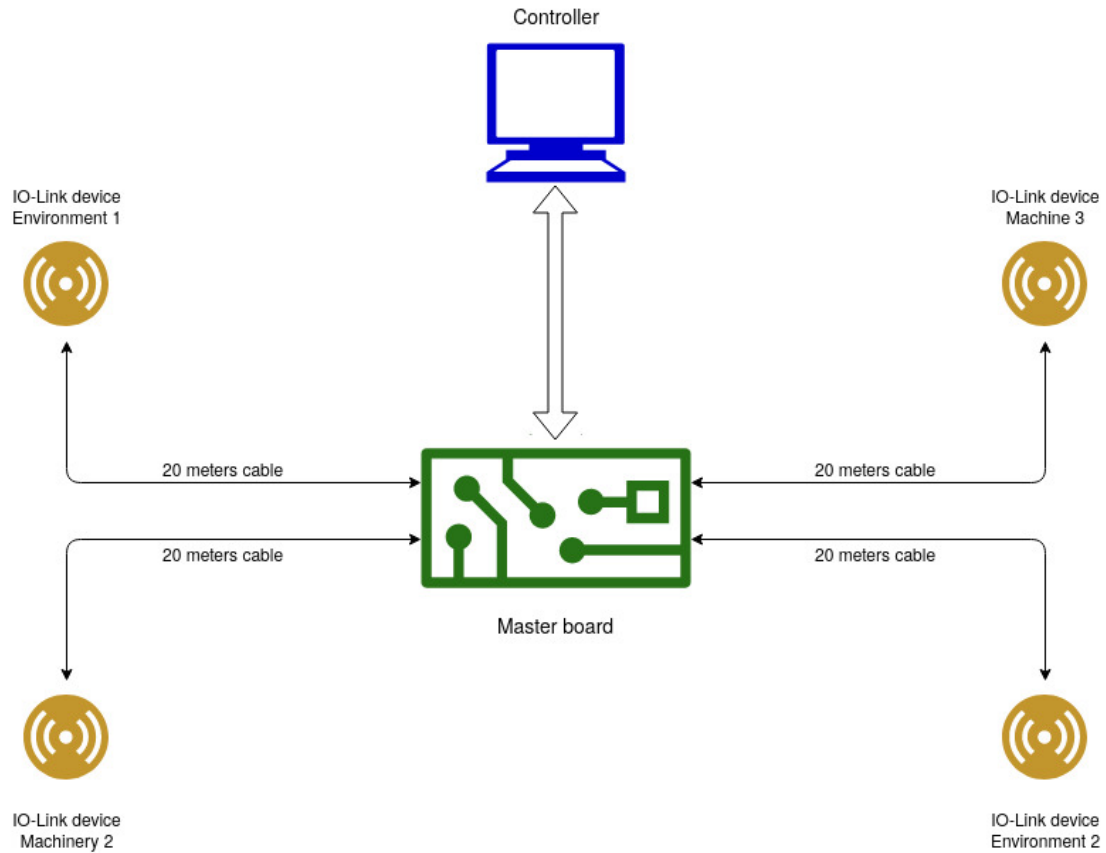 Controller
IO-Link device
Environment 1
IO-Link device
Machine 3
20 meters cable
20 meters cable
20 meters cable
20 meters cable
Master board
IO-Link device
Machinery 2
IO-Link device
Environment 2